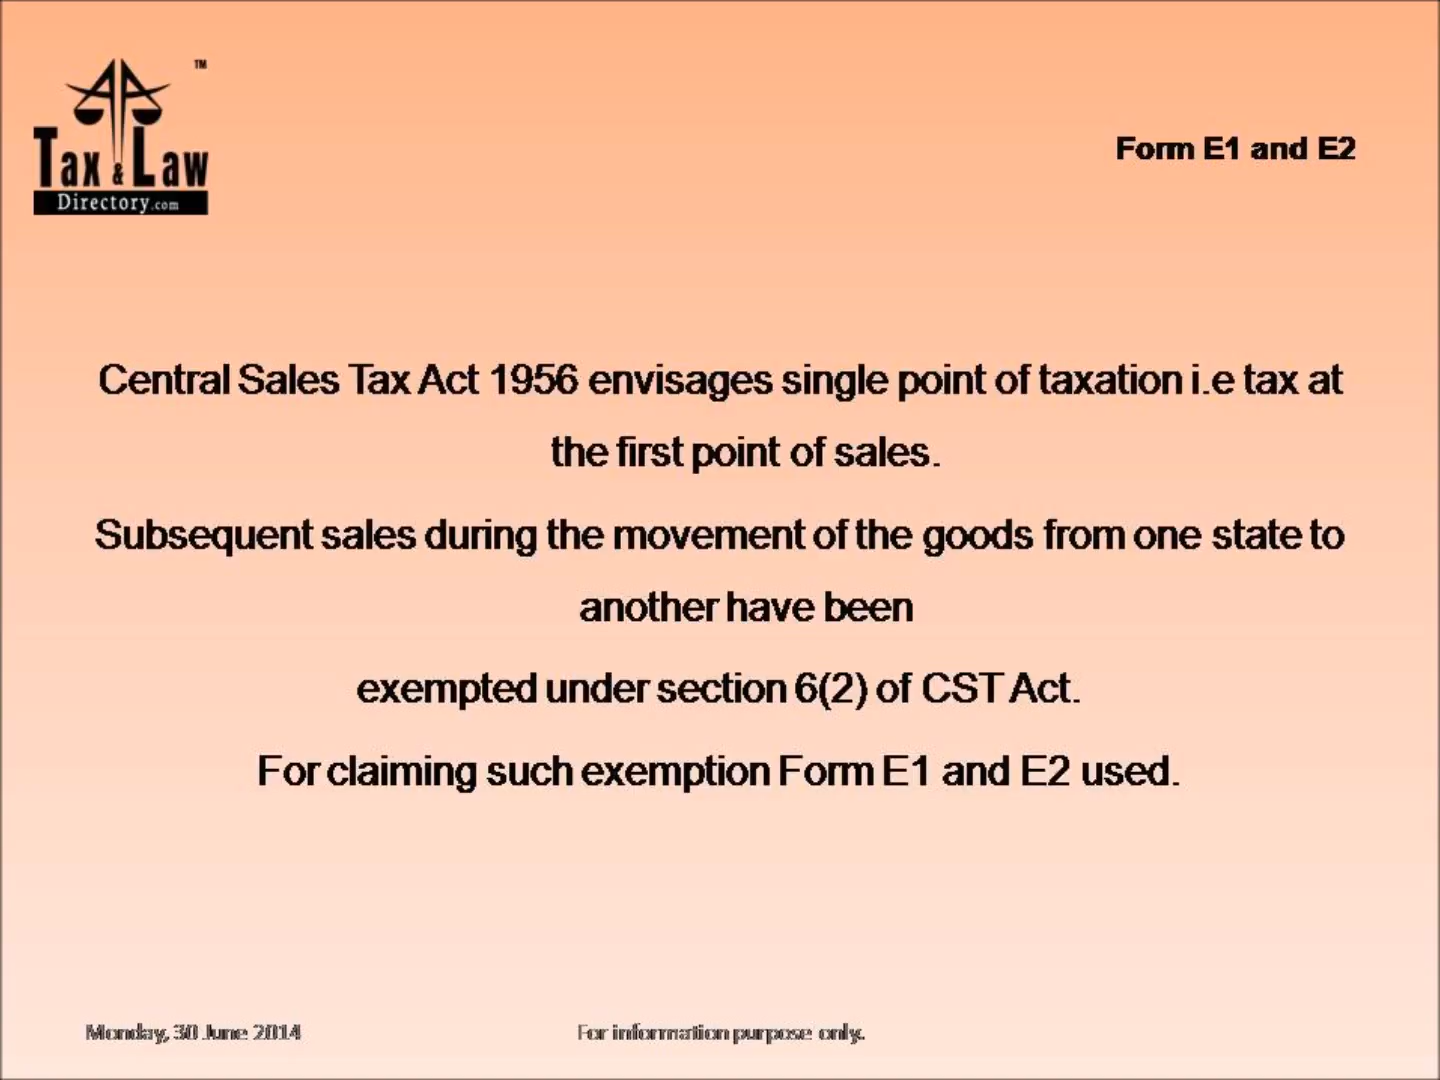 TM
Tax & Law
Directory.com
Form E1 and E2
Central Sales Tax Act 1956 envisages single point of taxation i.e tax at
the first point of sales.
Subsequent sales during the movement of the goods from one state to
another have been
exempted under section 6(2) of CST Act.
For claiming such exemption Form E1 and E2 used.
Monday, 30 June 2014
For information purpose only.